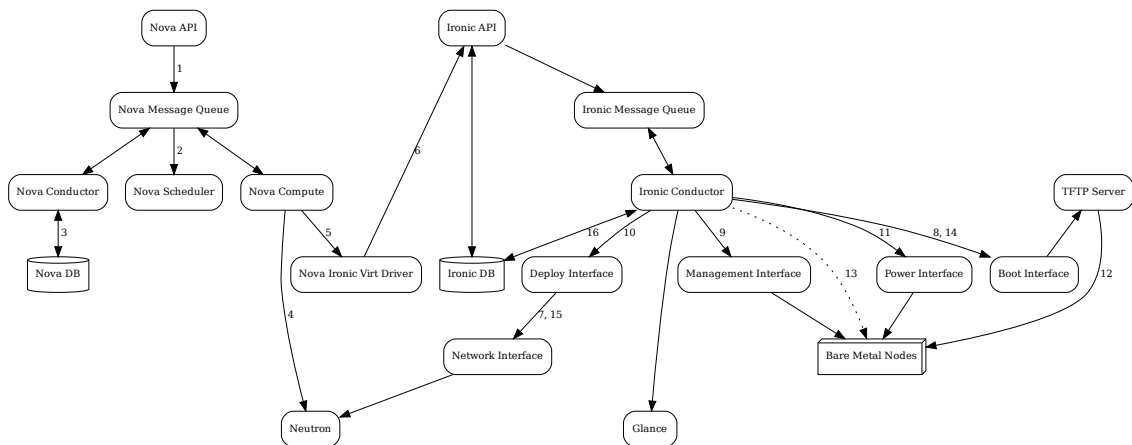 Nova API
Ironic API
1
Nova Message Queue
Ironic Message Queue
2
6
Nova Conductor
Nova Scheduler
Nova Compute
Ironic Conductor
TFTP Server
3
5
16
10
9
11
8, 14
Nova DB
Nova Ironic Virt Driver
Ironic DB
Deploy Interface
Management Interface
13
Power Interface
Boot Interface
12
4
7, 15
Network Interface
Bare Metal Nodes
Neutron
Glance